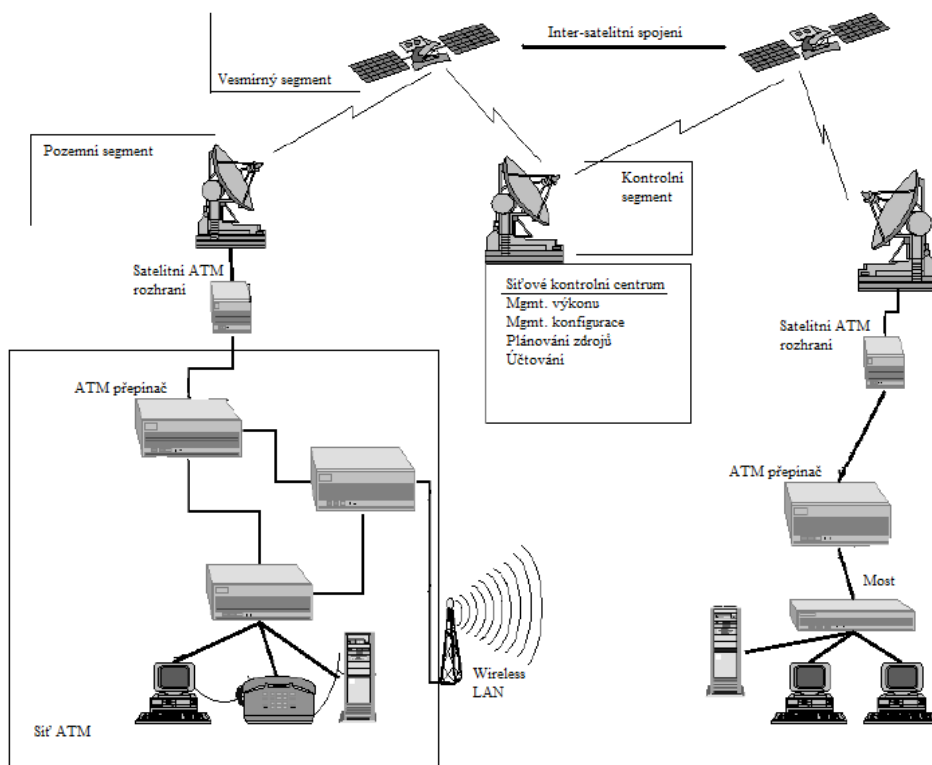 Inter-satelitní spojení
Vesmírný segment
Pozemní segment
Kontrolní
segment
Satelitní ATM
rozhraní
Síťové kontrolní centrum
Mgmt. výkonu
Mgmt. konfigurace
Plánování zdrojů
Účtování
Satelitní ATM
rozhraní
ATM přepínač
ATM přepínač
Most
Wireless
LAN
Síť ATM